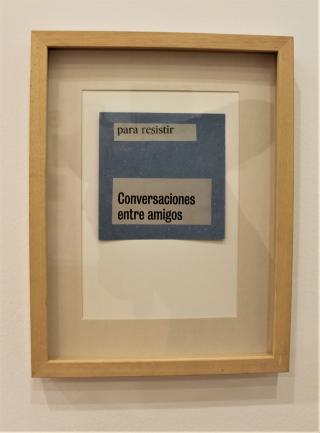 para resistir
Conversaciones
entre amigos